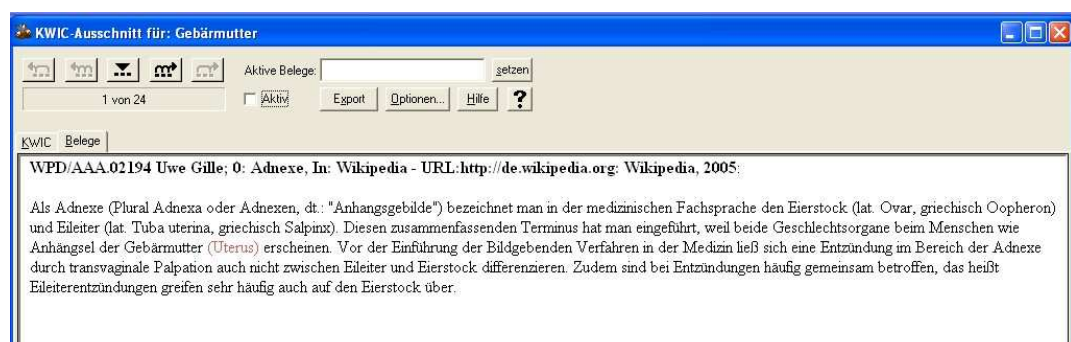 KWIC-Ausschnitt für: Gebärmutter
Aktive Belege: setzen
1 von 24 Aktiv Export Optionen... Hilfe ?
KWIC Belege
WPD/AAA.02194 Uwe Gille; 0: Adnexe, In: Wikipedia - URL:http://de.wikipedia.org: Wikipedia, 2005:
Als Adnexe (Plural Adnexa oder Adnexen, dt.: "Anhangsgebilde") bezeichnet man in der medizinischen Fachsprache den Eierstock (lat. Ovar, griechisch Oopheron)
und Eileiter (lat. Tuba uterina, griechisch Salpinx). Diesen zusammenfassenden Terminus hat man eingeführt, weil beide Geschlechtsorgane beim Menschen wie
Anhängsel der Gebärmutter (Uterus) erscheinen. Vor der Einführung der Bildgebenden Verfahren in der Medizin ließ sich eine Entzündung im Bereich der Adnexe
durch transvaginale Palpation auch nicht zwischen Eileiter und Eierstock differenzieren. Zudem sind bei Entzündungen häufig gemeinsam betroffen, das heißt
Eileiterentzündungen greifen sehr häufig auch auf den Eierstock über.